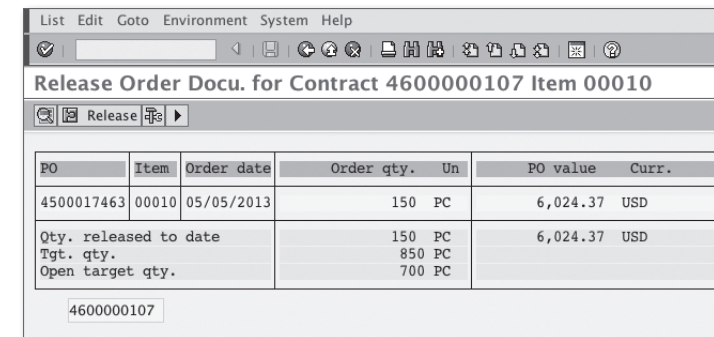 List Edit Goto Environment System Help
Release Order Docu. for Contract 4600000107 Item 00010
Release
PO Item Order date Order qty. Un PO value Curr.
4500017463 00010 05/05/2013 150 PC 6,024.37 USD
Qty. released to date 150 PC 6,024.37 USD
Tgt. qty. 850 PC
Open target qty. 700 PC
4600000107